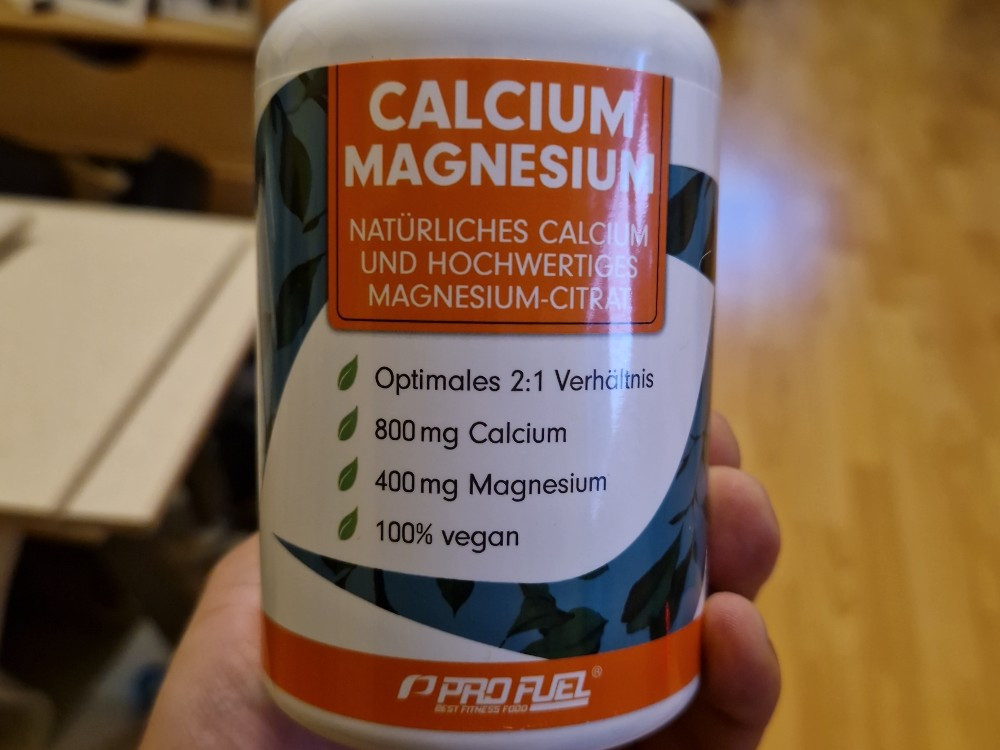 CALCIUM
MAGNESIUM
NATÜRLICHES CALCIUM
UND HOCHWERTIGES
MAGNESIUM-CITRAT
Optimales 2:1 Verhältnis
800 mg Calcium
400 mg Magnesium
100% vegan
PRO FUEL®
BEST FITNESS FOOD